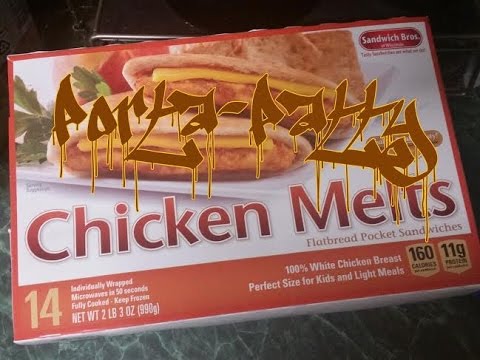 Sandwich Bros.
of Wisconsin
Porta-Patty
Chicken Melts
Flatbread Pocket Sandwiches
100% White Chicken Breast
Perfect Size for Kids and Light Meals
160
CALORIES
11g
PROTEIN
14
Individually Wrapped
Microwaves in 50 seconds
Fully Cooked - Keep Frozen
NET WT 2 LB 3 OZ (990g)